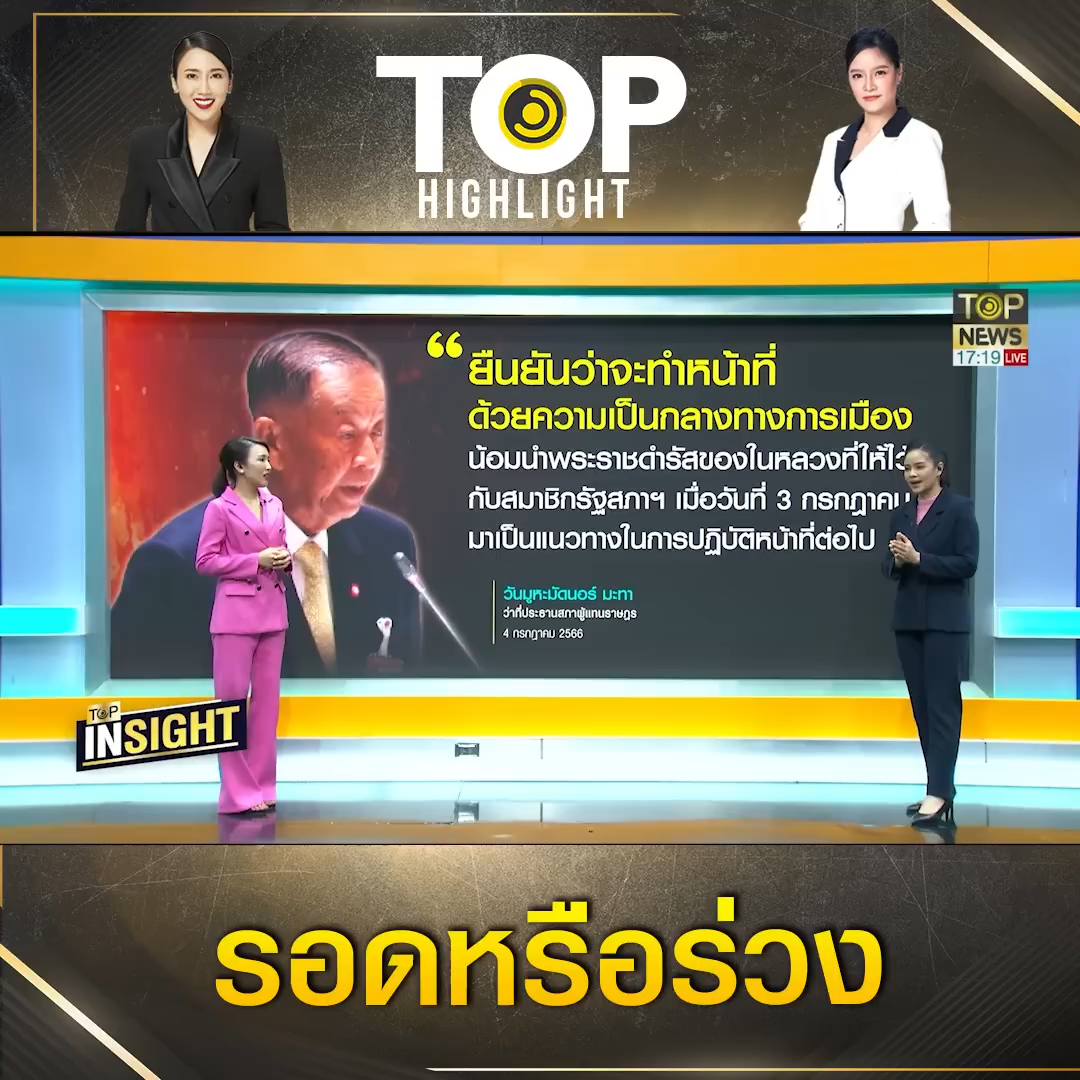 TOP
HIGHLIGHT
TOP
NEWS
17:19 LIVE
“ ยืนยันว่าจะทำหน้าที่
ด้วยความเป็นกลางทางการเมือง
น้อมนำพระราชดำรัสของในหลวงที่ให้ไว้
กับสมาชิกรัฐสภาฯ เมื่อวันที่ 3 กรกฎาคม
มาเป็นแนวทางในการปฏิบัติหน้าที่ต่อไป
วันมูหะมัดนอร์ มะทา
ว่าที่ประธานสภาผู้แทนราษฎร
4 กรกฎาคม 2566
TOP
INSIGHT
รอดหรือร่วง